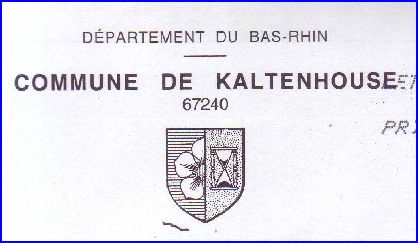 DÉPARTEMENT DU BAS-RHIN
COMMUNE DE KALTENHOUSE
67240